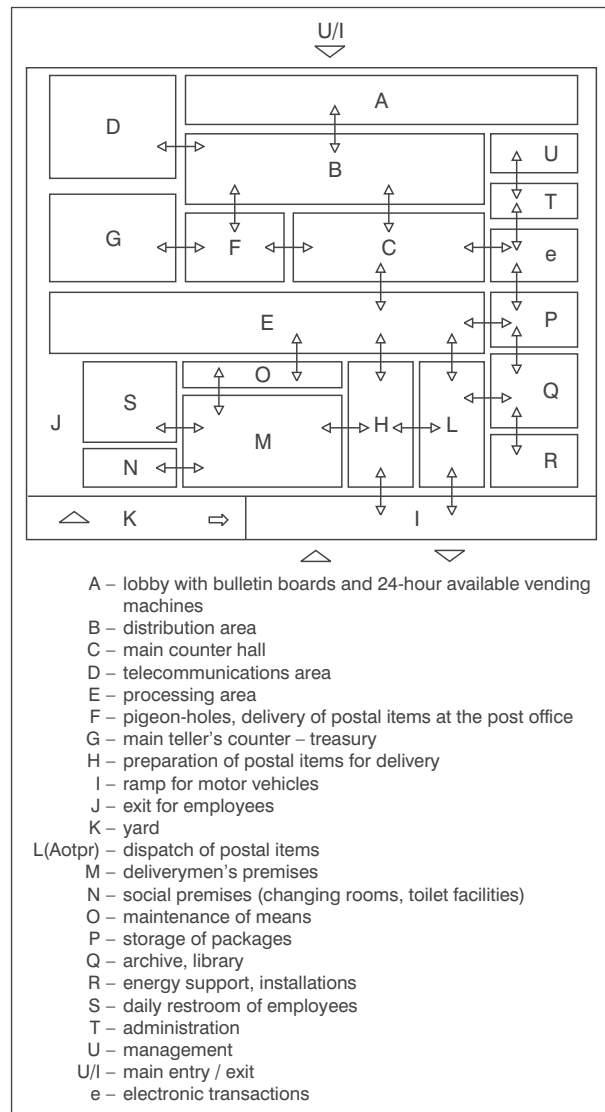 U/I
A
D
B
U
T
G
F
C
e
E
P
O
S
Q
J
H
L
M
N
R
K
I
A – lobby with bulletin boards and 24-hour available vending
machines
B – distribution area
C – main counter hall
D – telecommunications area
E – processing area
F – pigeon-holes, delivery of postal items at the post office
G – main teller's counter – treasury
H – preparation of postal items for delivery
I – ramp for motor vehicles
J – exit for employees
K – yard
L(Aotpr) – dispatch of postal items
M – deliverymen's premises
N – social premises (changing rooms, toilet facilities)
O – maintenance of means
P – storage of packages
Q – archive, library
R – energy support, installations
S – daily restroom of employees
T – administration
U – management
U/I – main entry / exit
e – electronic transactions